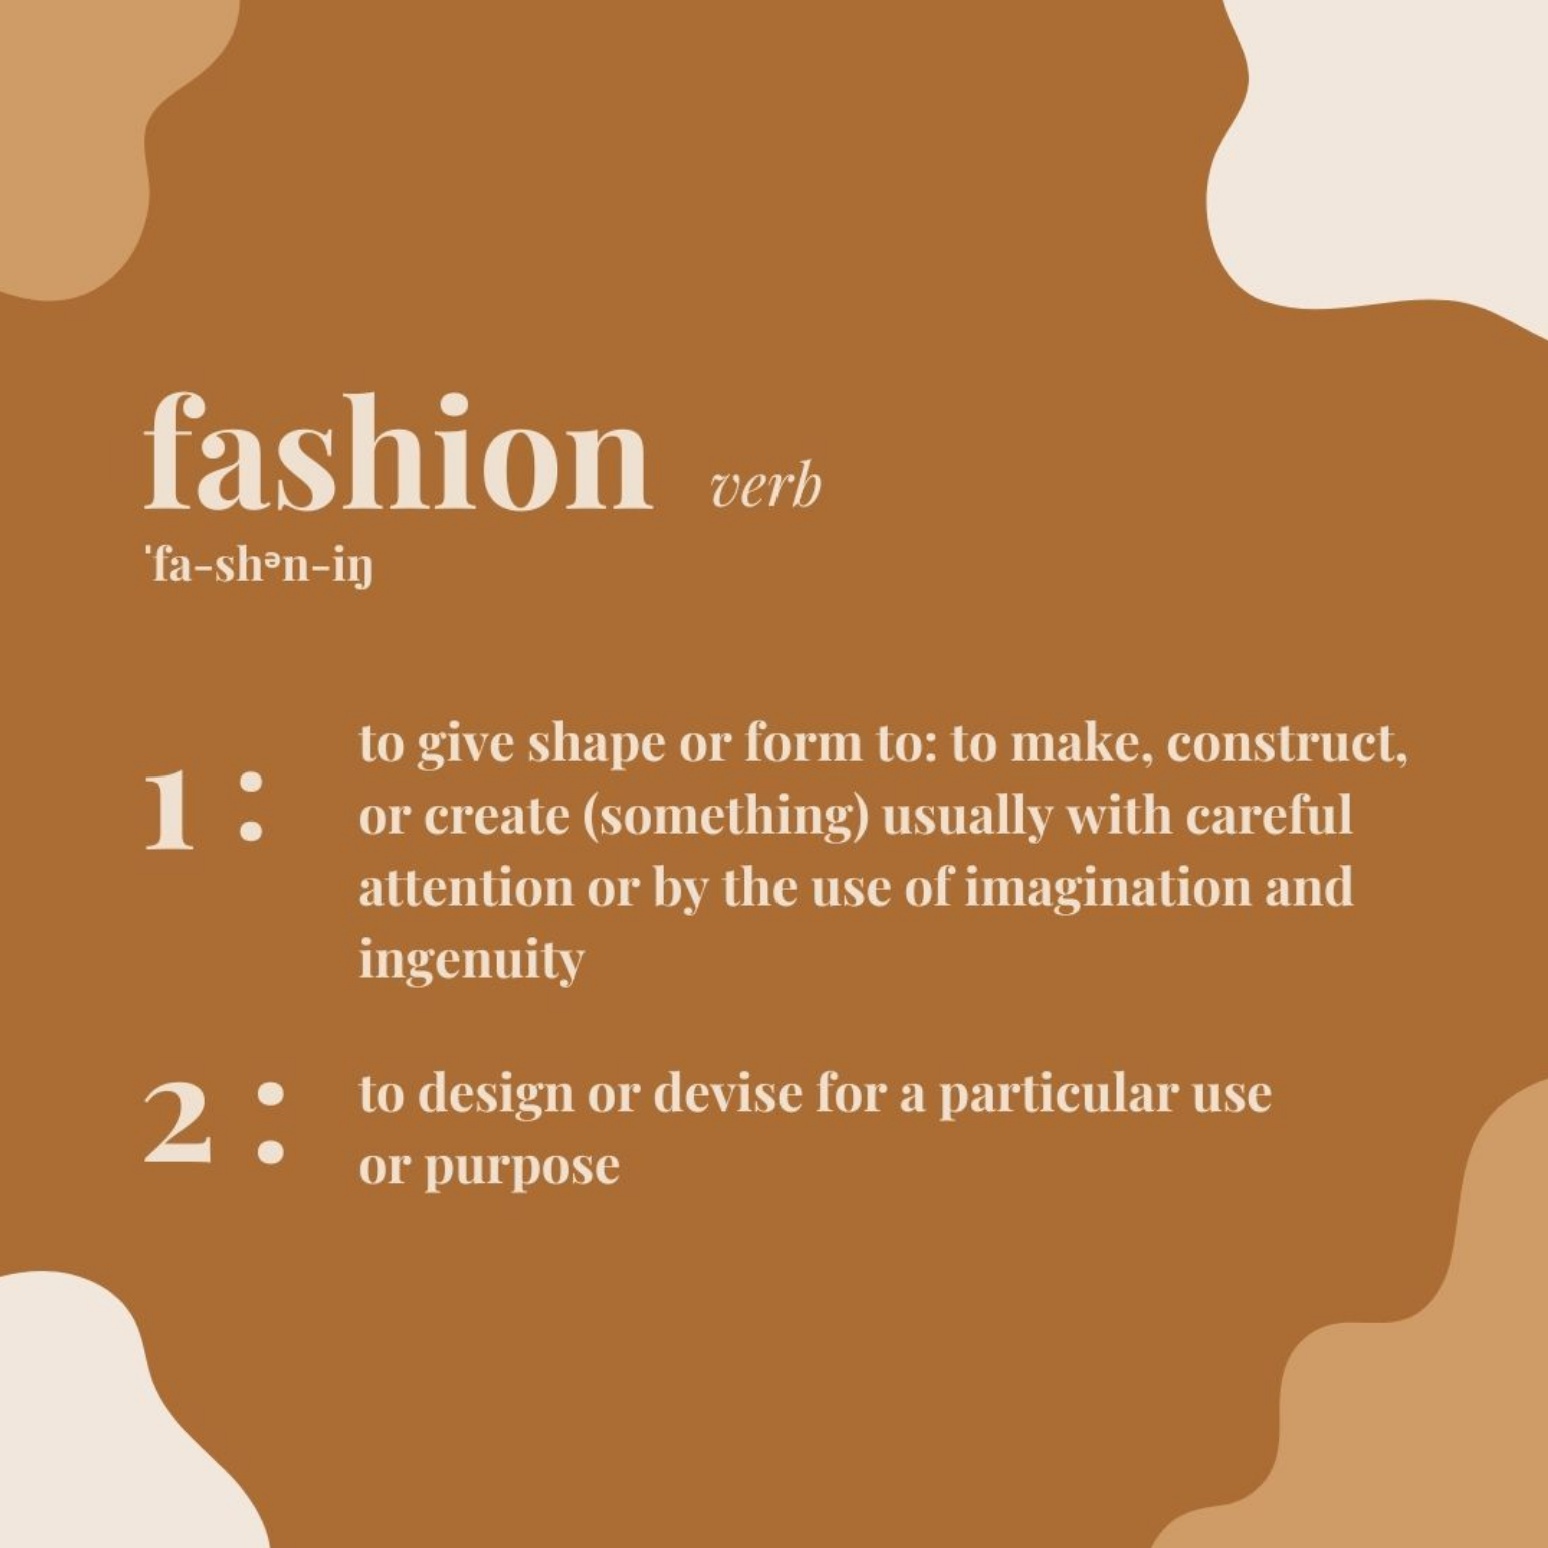 fashion verb
ˈfa-shᵊn-iŋ
1 : to give shape or form to: to make, construct,
or create (something) usually with careful
attention or by the use of imagination and
ingenuity
2 : to design or devise for a particular use
or purpose